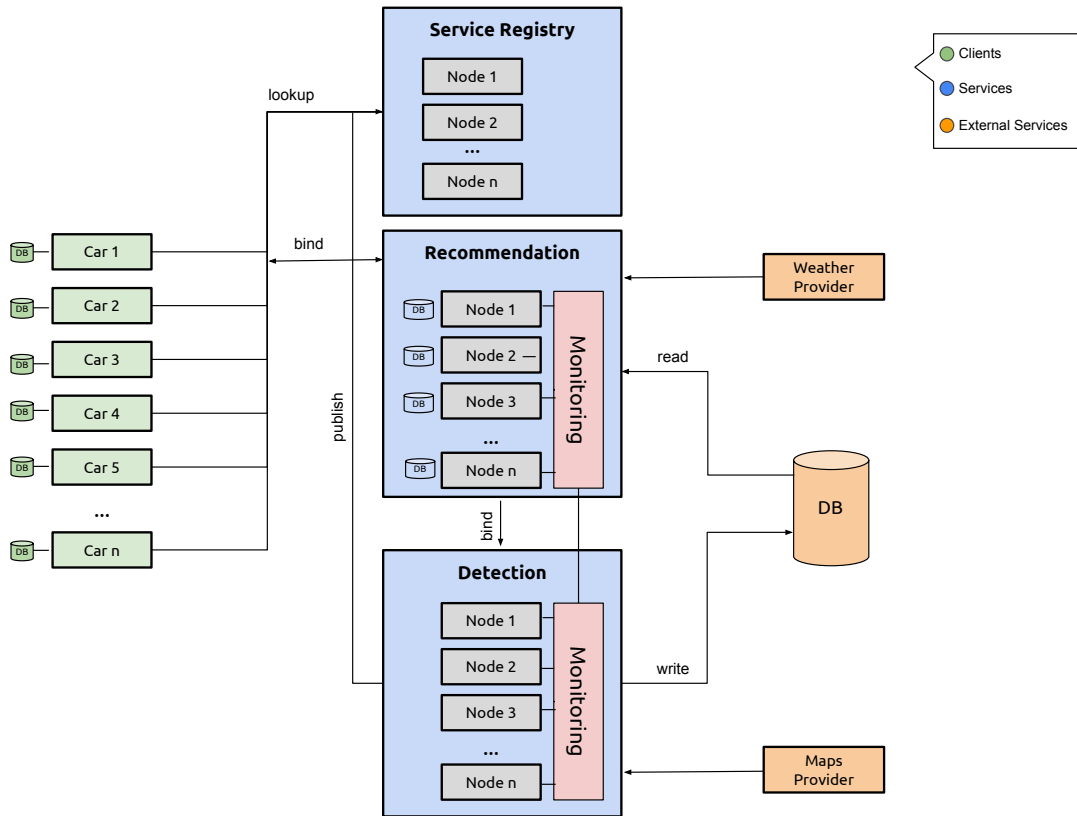 Service Registry
Node 1
Node 2
...
Node n
lookup
Clients
Services
External Services
DB
Car 1
DB
Car 2
DB
Car 3
DB
Car 4
DB
Car 5
...
DB
Car n
bind
publish
Recommendation
DB
Node 1
DB
Node 2
DB
Node 3
...
DB
Node n
Monitoring
Weather
Provider
read
DB
bind
Detection
Node 1
Node 2
Node 3
...
Node n
Monitoring
write
Maps
Provider